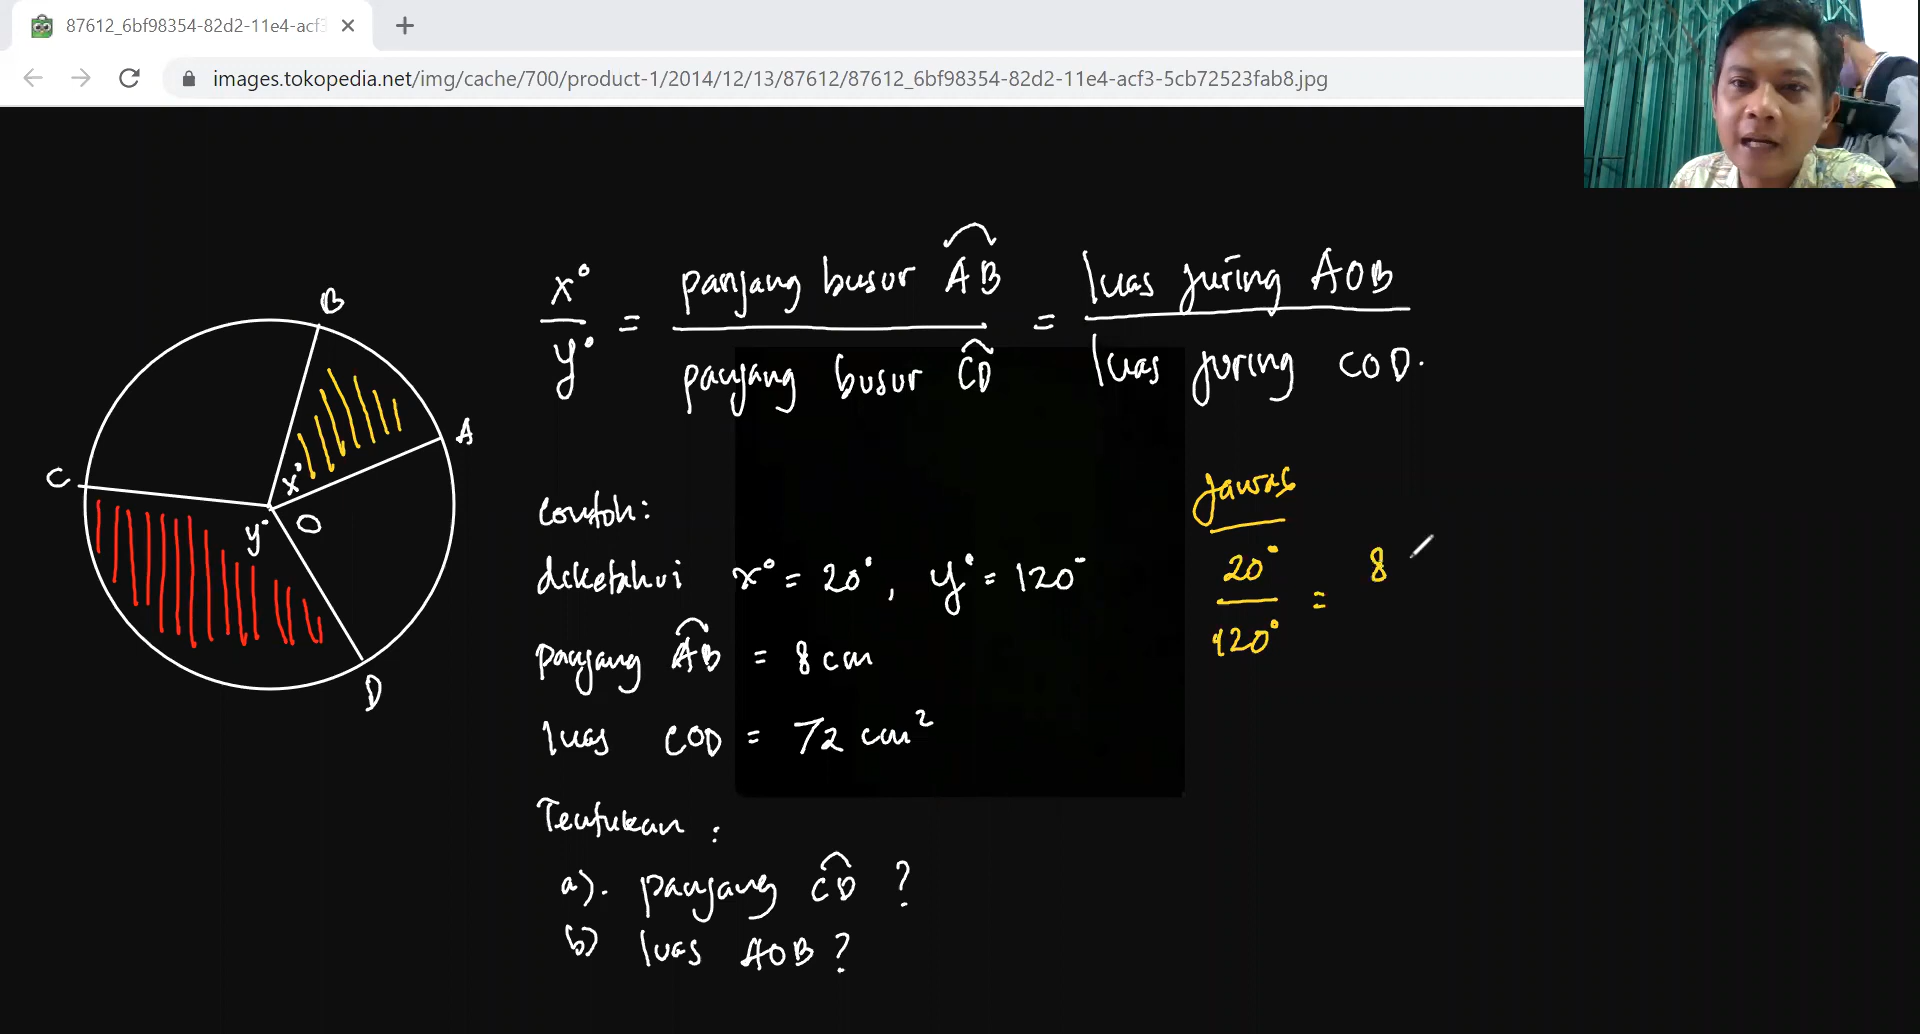 87612_6bf98354-82d2-11e4-acf3
images.tokopedia.net/img/cache/700/product-1/2014/12/13/87612/87612_6bf98354-82d2-11e4-acf3-5cb72523fab8.jpg
x° / y° = panjang busur AB / panjang busur CD = luas juring AOB / luas juring COD.
B
A
C
x°
O
y°
D
Contoh:
diketahui x° = 20°, y° = 120°
panjang AB = 8 cm
luas COD = 72 cm²
Tentukan :
a). panjang CD ?
b) luas AOB ?
Jawab
20° / 120° = 8